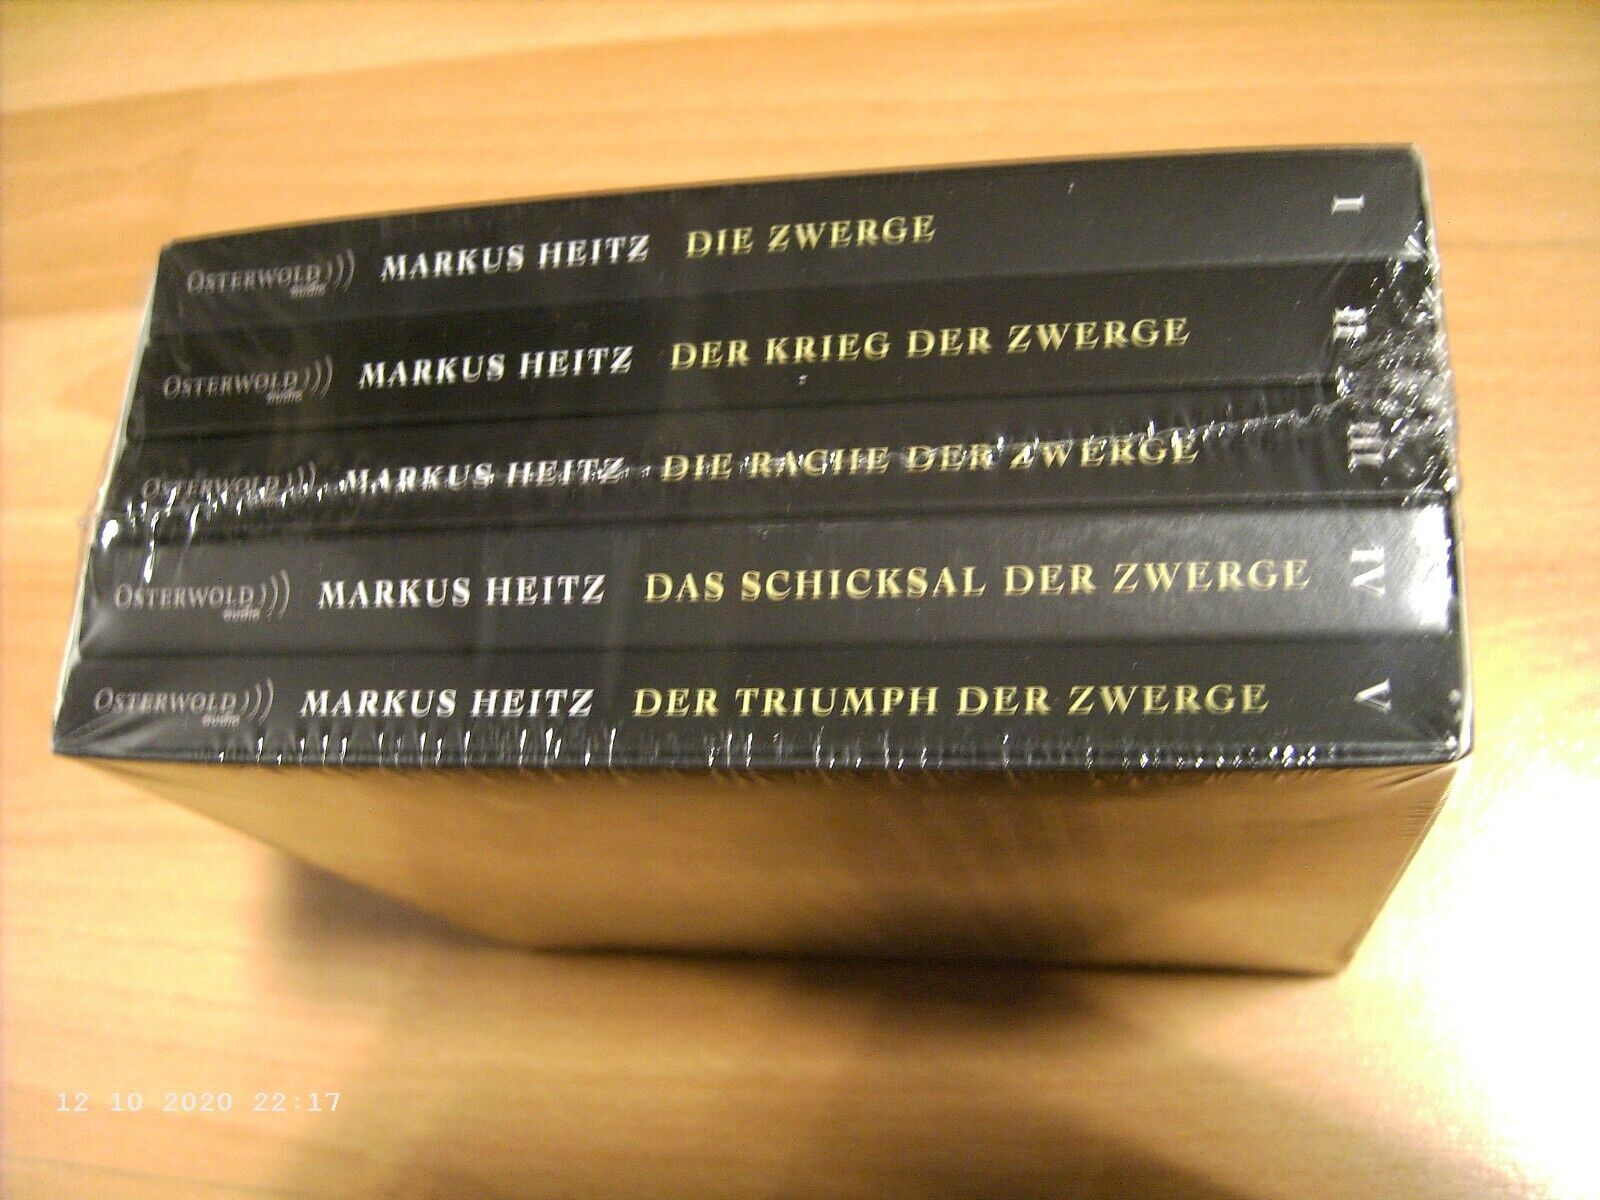 OSTERWOLD audio MARKUS HEITZ DIE ZWERGE I
OSTERWOLD audio MARKUS HEITZ DER KRIEG DER ZWERGE II
OSTERWOLD audio MARKUS HEITZ DIE RACHE DER ZWERGE III
OSTERWOLD audio MARKUS HEITZ DAS SCHICKSAL DER ZWERGE IV
OSTERWOLD audio MARKUS HEITZ DER TRIUMPH DER ZWERGE V
12 10 2020 22:17